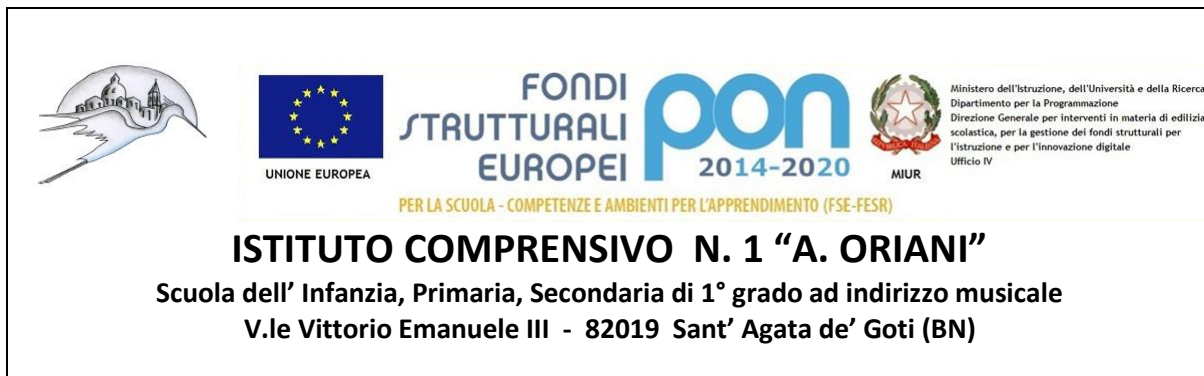 FONDI
STRUTTURALI
EUROPEI
pon
2014-2020
UNIONE EUROPEA
MIUR
Ministero dell'Istruzione, dell'Università e della Ricerca
Dipartimento per la Programmazione
Direzione Generale per interventi in materia di edilizia
scolastica, per la gestione dei fondi strutturali per
l'istruzione e per l'innovazione digitale
Ufficio IV
PER LA SCUOLA - COMPETENZE E AMBIENTI PER L'APPRENDIMENTO (FSE-FESR)
ISTITUTO COMPRENSIVO N. 1 “A. ORIANI”
Scuola dell’ Infanzia, Primaria, Secondaria di 1° grado ad indirizzo musicale
V.le Vittorio Emanuele III - 82019 Sant’ Agata de’ Goti (BN)